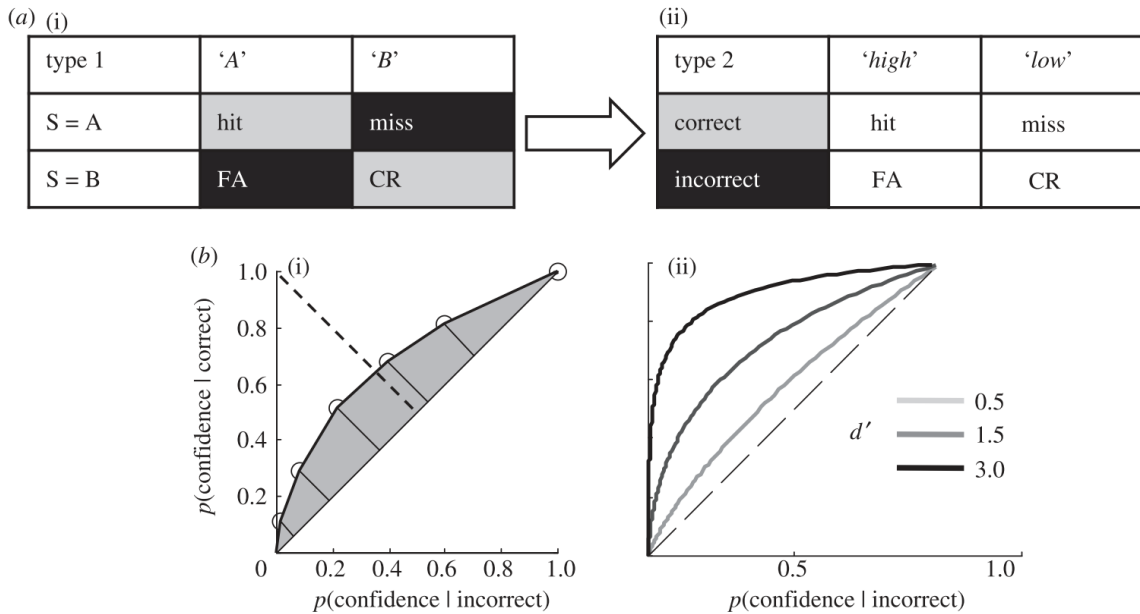 (a) (i)
type 1 ‘A’ ‘B’
S = A hit miss
S = B FA CR
(ii)
type 2 ‘high’ ‘low’
correct hit miss
incorrect FA CR
(b) (i)
1.0
0.8
0.6
0.4
0.2
0 0.2 0.4 0.6 0.8 1.0
p(confidence | correct)
p(confidence | incorrect)
(ii)
d′
0.5
1.5
3.0
0.5 1.0
p(confidence | incorrect)